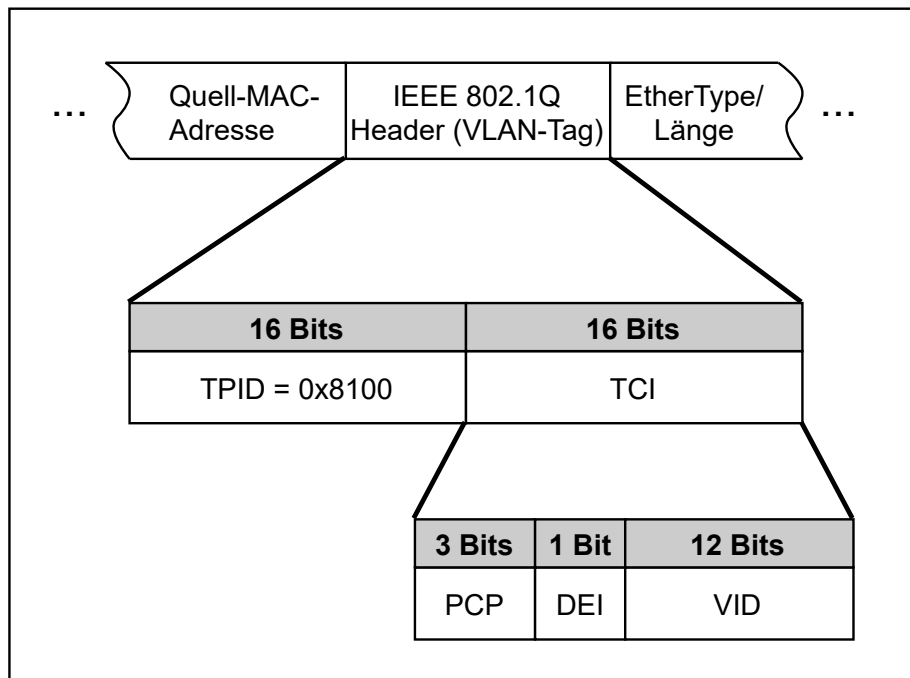 ... Quell-MAC- IEEE 802.1Q EtherType/ ...
Adresse Header (VLAN-Tag) Länge
16 Bits 16 Bits
TPID = 0x8100 TCI
3 Bits 1 Bit 12 Bits
PCP DEI VID